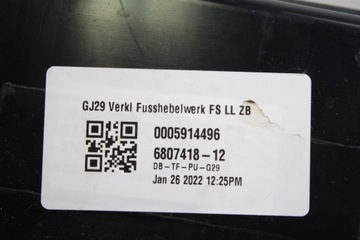 GJ29 Verkl Fusshebelwerk FS LL ZB
0005914496
6807418-12
DB-TF-PU-G29
Jan 26 2022 12:25PM